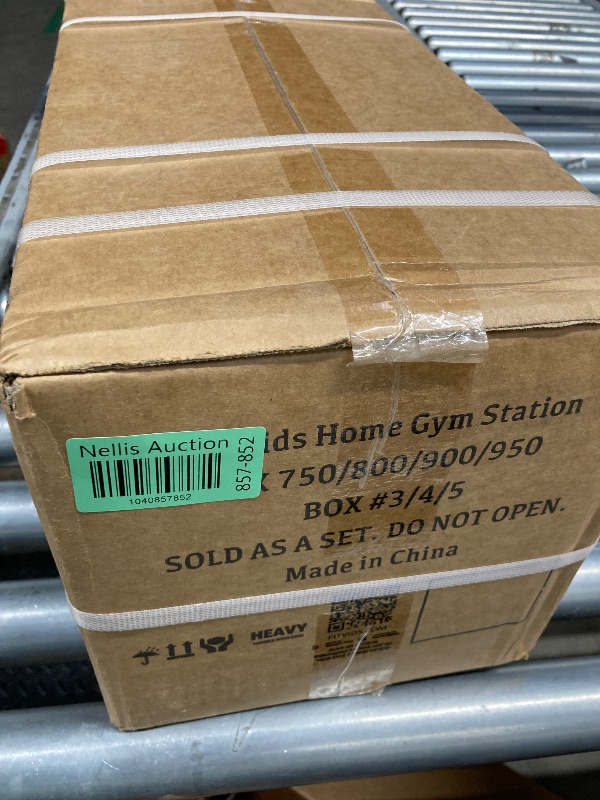 Nellis Auction
1040857852
857-852
ids Home Gym Station
750/800/900/950
BOX #3/4/5
SOLD AS A SET. DO NOT OPEN.
Made in China
HEAVY